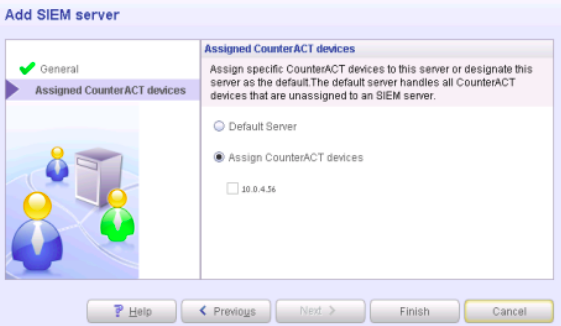 Add SIEM server
General
Assigned CounterACT devices
Assigned CounterACT devices
Assign specific CounterACT devices to this server or designate this
server as the default.The default server handles all CounterACT
devices that are unassigned to an SIEM server.
Default Server
Assign CounterACT devices
10.0.4.56
Help
Previous
Next >
Finish
Cancel